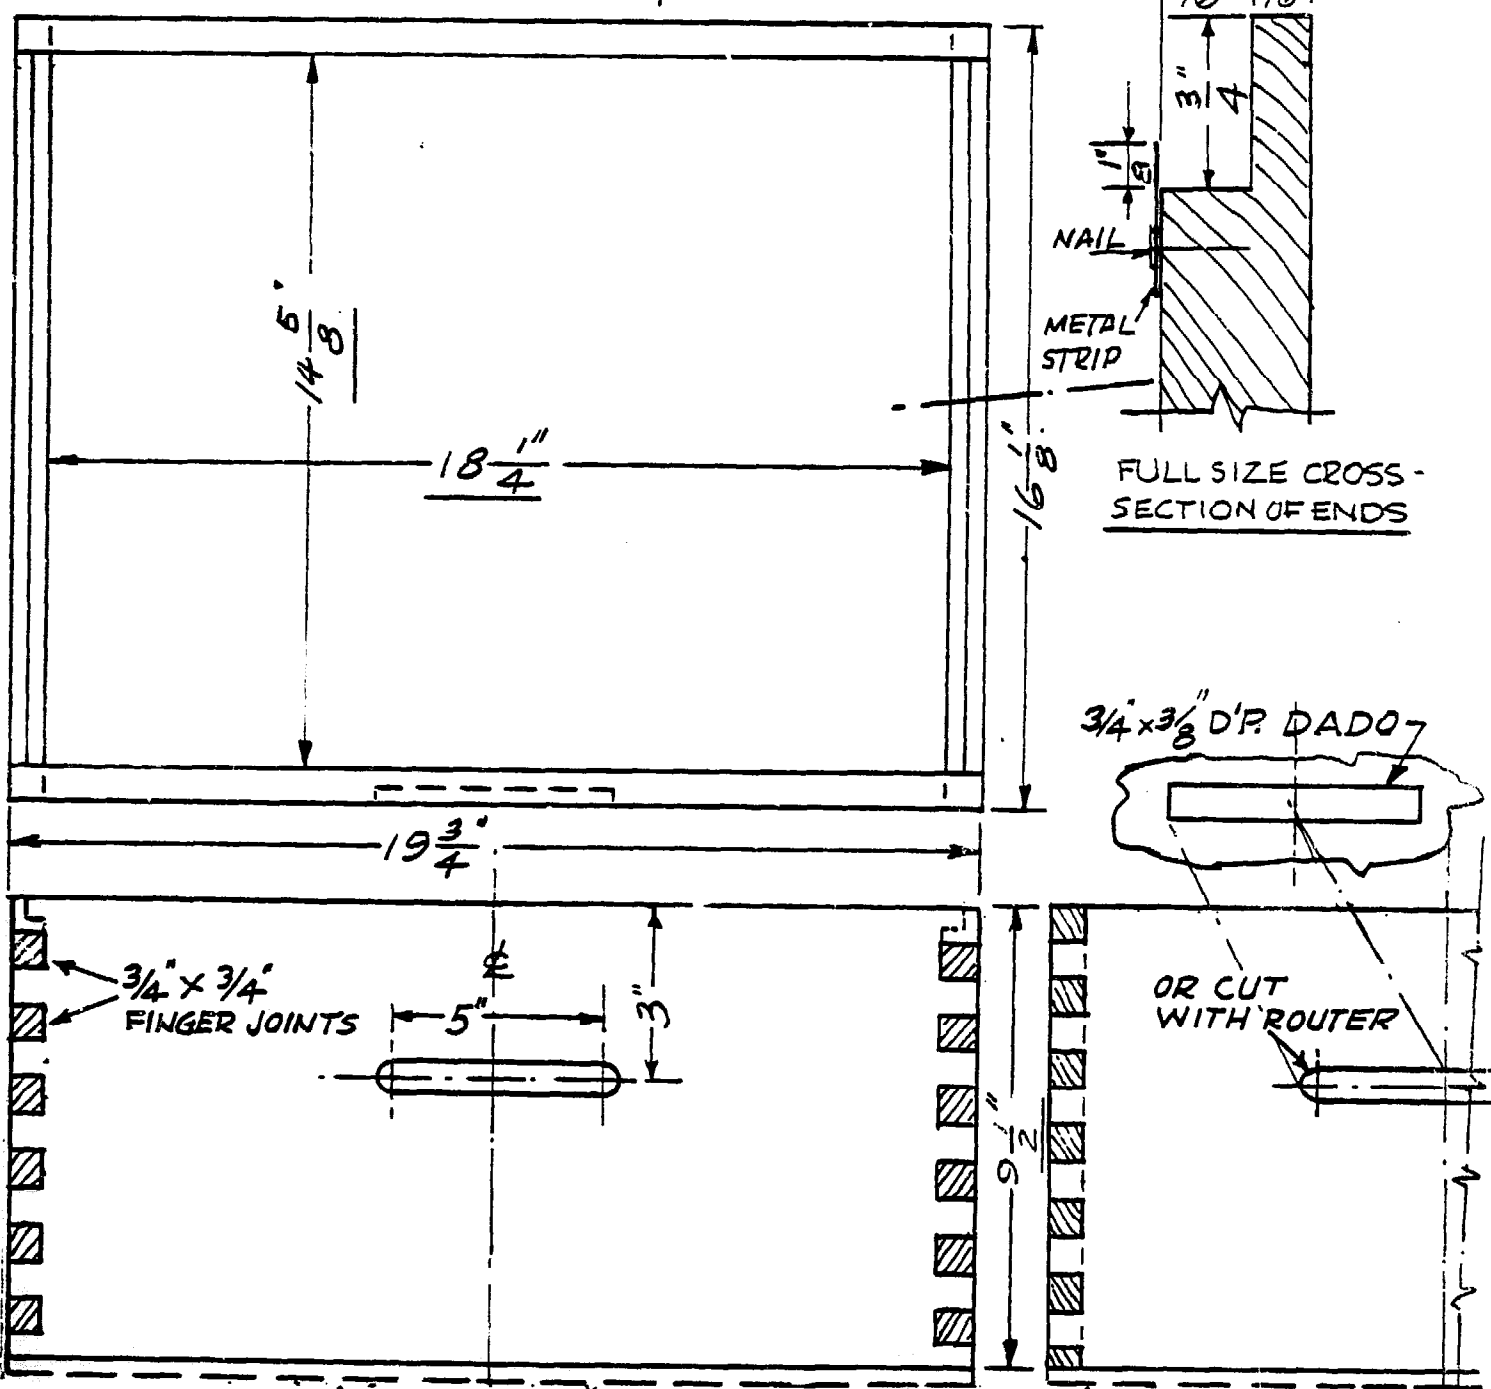 3" 4
1" 8
NAIL
METAL
STRIP
14 5" 8
18 1" 4
16 1" 8
FULL SIZE CROSS-
SECTION OF ENDS
3/4" x 3/8" D'P. DADO
19 3" 4
3/4" X 3/4"
FINGER JOINTS
5"
3"
9 1" 2
OR CUT
WITH ROUTER